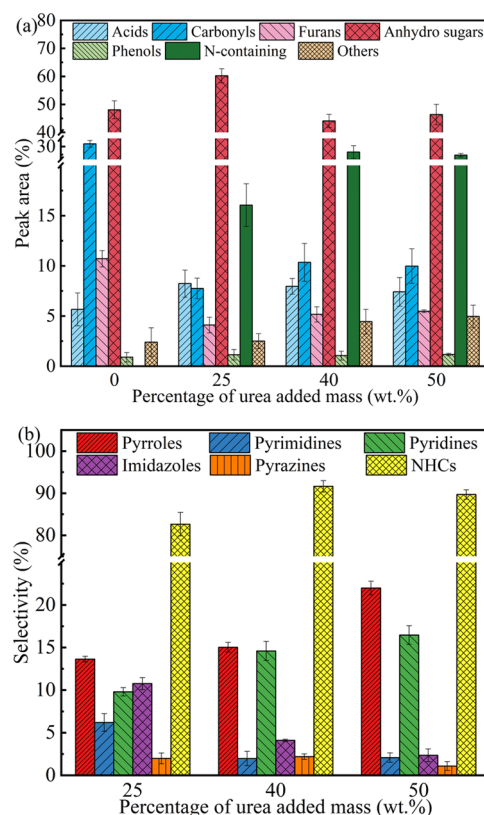 (a)
Acids Carbonyls Furans Anhydro sugars
Phenols N-containing Others
Peak area (%)
80
70
60
50
40
30
15
10
5
0
0 25 40 50
Percentage of urea added mass (wt.%)
(b)
Pyrroles Pyrimidines Pyridines
Imidazoles Pyrazines NHCs
Selectivity (%)
100
90
80
20
15
10
5
0
25 40 50
Percentage of urea added mass (wt.%)